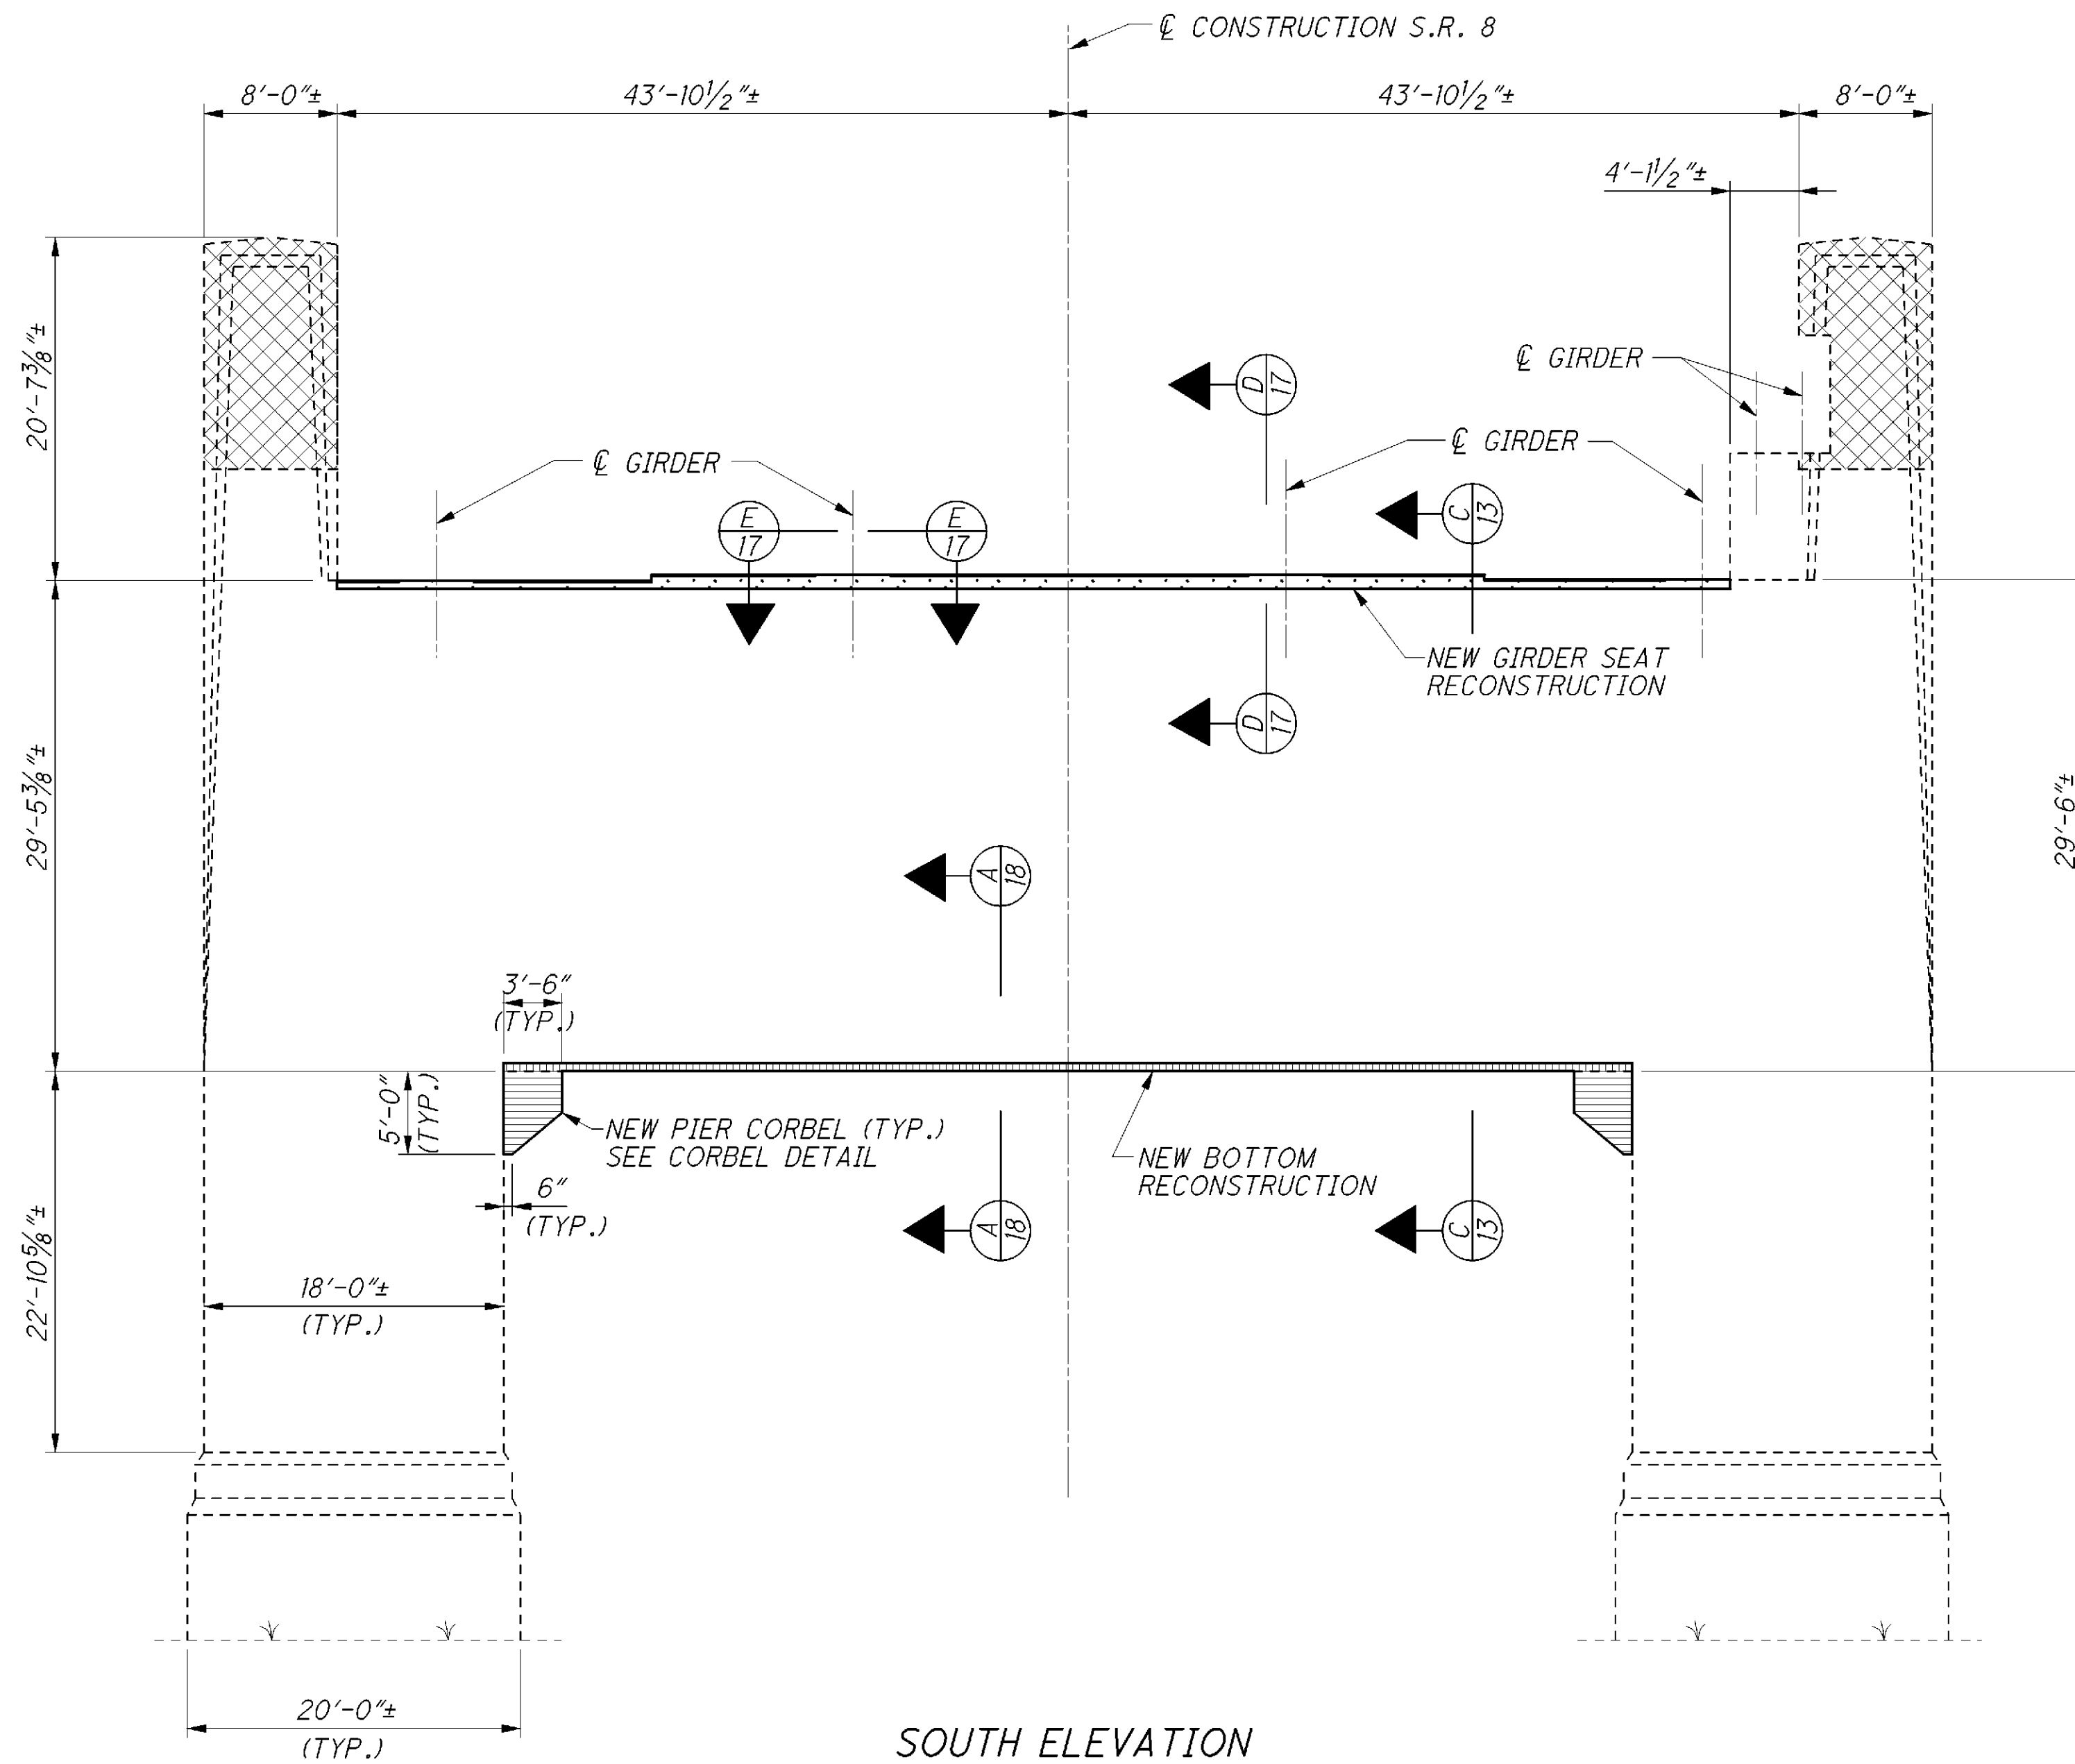 ℄ CONSTRUCTION S.R. 8
8'-0"±
43'-10½"±
43'-10½"±
8'-0"±
4'-1½"±
20'-7⅜"±
℄ GIRDER
℄ GIRDER
℄ GIRDER
D
17
C
13
E
17
E
17
NEW GIRDER SEAT
RECONSTRUCTION
D
17
29'-5⅜"±
29'-6"±
A
18
3'-6"
(TYP.)
5'-0"
(TYP.)
NEW PIER CORBEL (TYP.)
SEE CORBEL DETAIL
NEW BOTTOM
RECONSTRUCTION
6"
(TYP.)
A
18
C
13
22'-10⅝"±
18'-0"±
(TYP.)
20'-0"±
(TYP.)
SOUTH ELEVATION